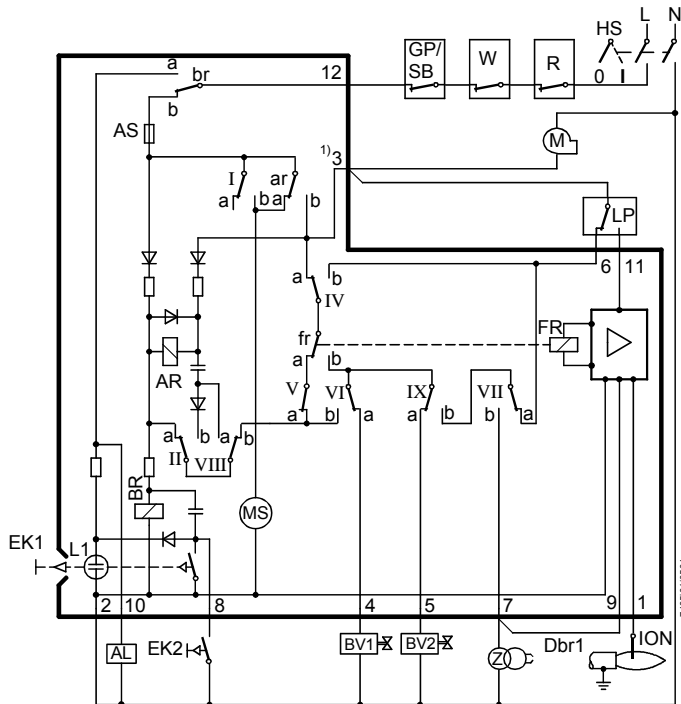 HS L N
GP/
SB
W
R
0 I
a
br
12
b
AS
M
1) 3
I
ar
a
b a
b
LP
6 11
a b
IV
FR
fr
a b
AR
V
VI
IX
VII
b a b
a b
a
a b
b a
II
VIII
BR
MS
EK1
L1
2 10 8 4 5 7 9 1
AL
EK2
BV1
BV2
Z
Dbr1
ION